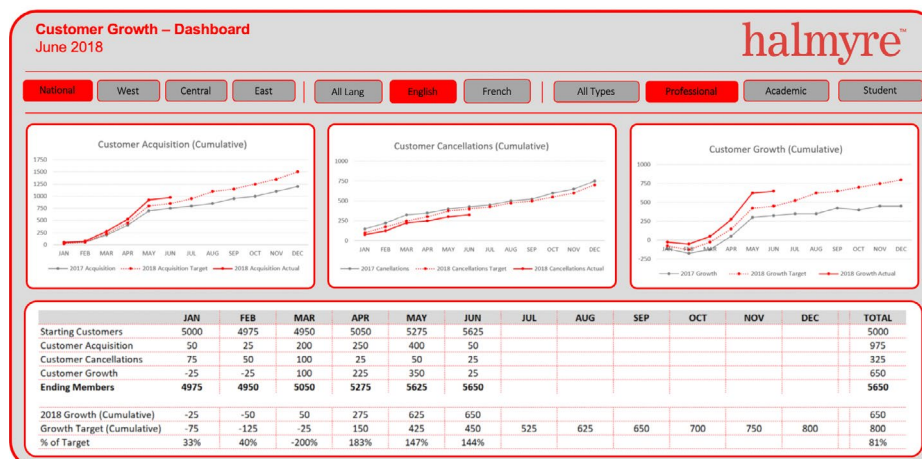 Customer Growth – Dashboard
June 2018
halmyre™
National West Central East All Lang English French All Types Professional Academic Student
Customer Acquisition (Cumulative)
1750
1500
1250
1000
750
500
250
0
JAN FEB MAR APR MAY JUN JUL AUG SEP OCT NOV DEC
2017 Acquisition 2018 Acquisition Target 2018 Acquisition Actual
Customer Cancellations (Cumulative)
1000
750
500
250
0
JAN FEB MAR APR MAY JUN JUL AUG SEP OCT NOV DEC
2017 Canellations 2018 Cancellations Target 2018 Cancellations Actual
Customer Growth (Cumulative)
1000
750
500
250
0
-250
JAN FEB MAR APR MAY JUN JUL AUG SEP OCT NOV DEC
2017 Growth 2018 Growth Target 2018 Growth Actual
JAN FEB MAR APR MAY JUN JUL AUG SEP OCT NOV DEC TOTAL
Starting Customers 5000 4975 4950 5050 5275 5625 5000
Customer Acquisition 50 25 200 250 400 50 975
Customer Cancellations 75 50 100 25 50 25 325
Customer Growth -25 -25 100 225 350 25 650
Ending Members 4975 4950 5050 5275 5625 5650 5650
2018 Growth (Cumulative) -25 -50 50 275 625 650 650
Growth Target (Cumulative) -75 -125 -25 150 425 450 525 625 650 700 750 800 800
% of Target 33% 40% -200% 183% 147% 144% 81%